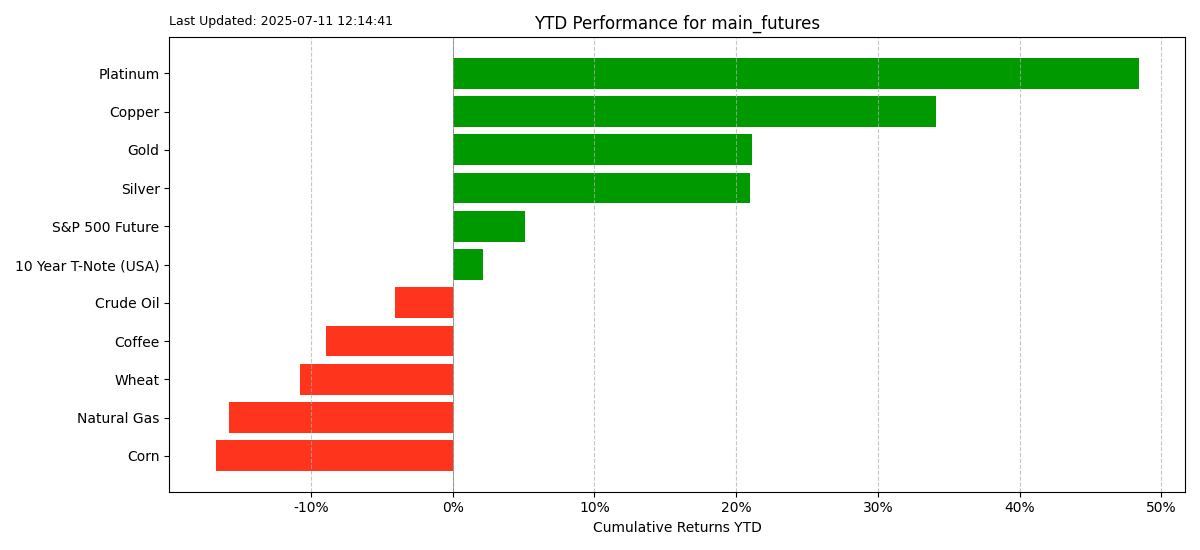 Last Updated: 2025-07-11 12:14:41
YTD Performance for main_futures
Platinum
Copper
Gold
Silver
S&P 500 Future
10 Year T-Note (USA)
Crude Oil
Coffee
Wheat
Natural Gas
Corn
-10% 0% 10% 20% 30% 40% 50%
Cumulative Returns YTD